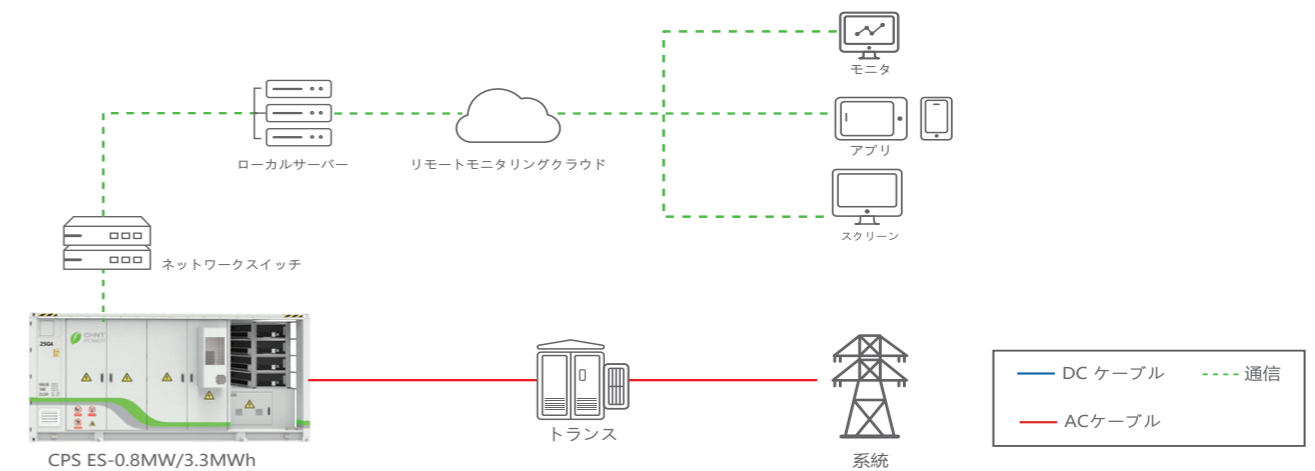 モニタ
アプリ
ローカルサーバー
リモートモニタリングクラウド
スクリーン
ネットワークスイッチ
CHNT
POWER
25G4
DC ケーブル
通信
ACケーブル
トランス
CPS ES-0.8MW/3.3MWh
系統